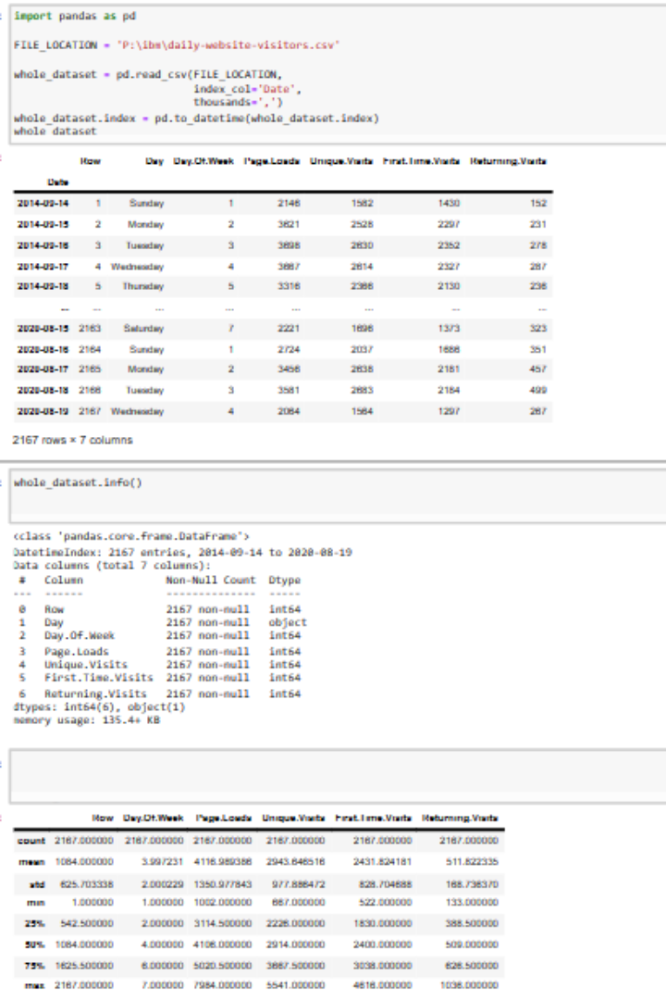 import pandas as pd
FILE_LOCATION = 'P:\ibm\daily-website-visitors.csv'
whole_dataset = pd.read_csv(FILE_LOCATION,
index_col='Date',
thousands=',')
whole_dataset.index = pd.to_datetime(whole_dataset.index)
whole dataset
Row Day Day.Of.Week Page.Loads Unique.Visits First.Time.Visits Returning.Visits
Date
2014-09-14 1 Sunday 1 2146 1582 1430 152
2014-09-15 2 Monday 2 3621 2528 2297 231
2014-09-16 3 Tuesday 3 3698 2630 2352 278
2014-09-17 4 Wednesday 4 3667 2614 2327 287
2014-09-18 5 Thursday 5 3316 2366 2130 236
... ... ... ... ... ... ... ...
2020-08-15 2163 Saturday 7 2221 1696 1373 323
2020-08-16 2164 Sunday 1 2724 2037 1686 351
2020-08-17 2165 Monday 2 3456 2638 2181 457
2020-08-18 2166 Tuesday 3 3581 2683 2184 499
2020-08-19 2167 Wednesday 4 2064 1564 1297 267
2167 rows × 7 columns
whole_dataset.info()
<class 'pandas.core.frame.DataFrame'>
DatetimeIndex: 2167 entries, 2014-09-14 to 2020-08-19
Data columns (total 7 columns):
# Column Non-Null Count Dtype
--- ------ -------------- -----
0 Row 2167 non-null int64
1 Day 2167 non-null object
2 Day.Of.Week 2167 non-null int64
3 Page.Loads 2167 non-null int64
4 Unique.Visits 2167 non-null int64
5 First.Time.Visits 2167 non-null int64
6 Returning.Visits 2167 non-null int64
dtypes: int64(6), object(1)
memory usage: 135.4+ KB
Row Day.Of.Week Page.Loads Unique.Visits First.Time.Visits Returning.Visits
count 2167.000000 2167.000000 2167.000000 2167.000000 2167.000000 2167.000000
mean 1084.000000 3.997231 4116.989386 2943.646516 2431.824181 511.822335
std 625.703338 2.000229 1350.977843 977.886472 828.704688 168.736370
min 1.000000 1.000000 1002.000000 667.000000 522.000000 133.000000
25% 542.500000 2.000000 3114.500000 2226.000000 1830.000000 388.500000
50% 1084.000000 4.000000 4106.000000 2914.000000 2400.000000 509.000000
75% 1625.500000 6.000000 5020.500000 3667.500000 3038.000000 626.500000
max 2167.000000 7.000000 7984.000000 5541.000000 4616.000000 1036.000000